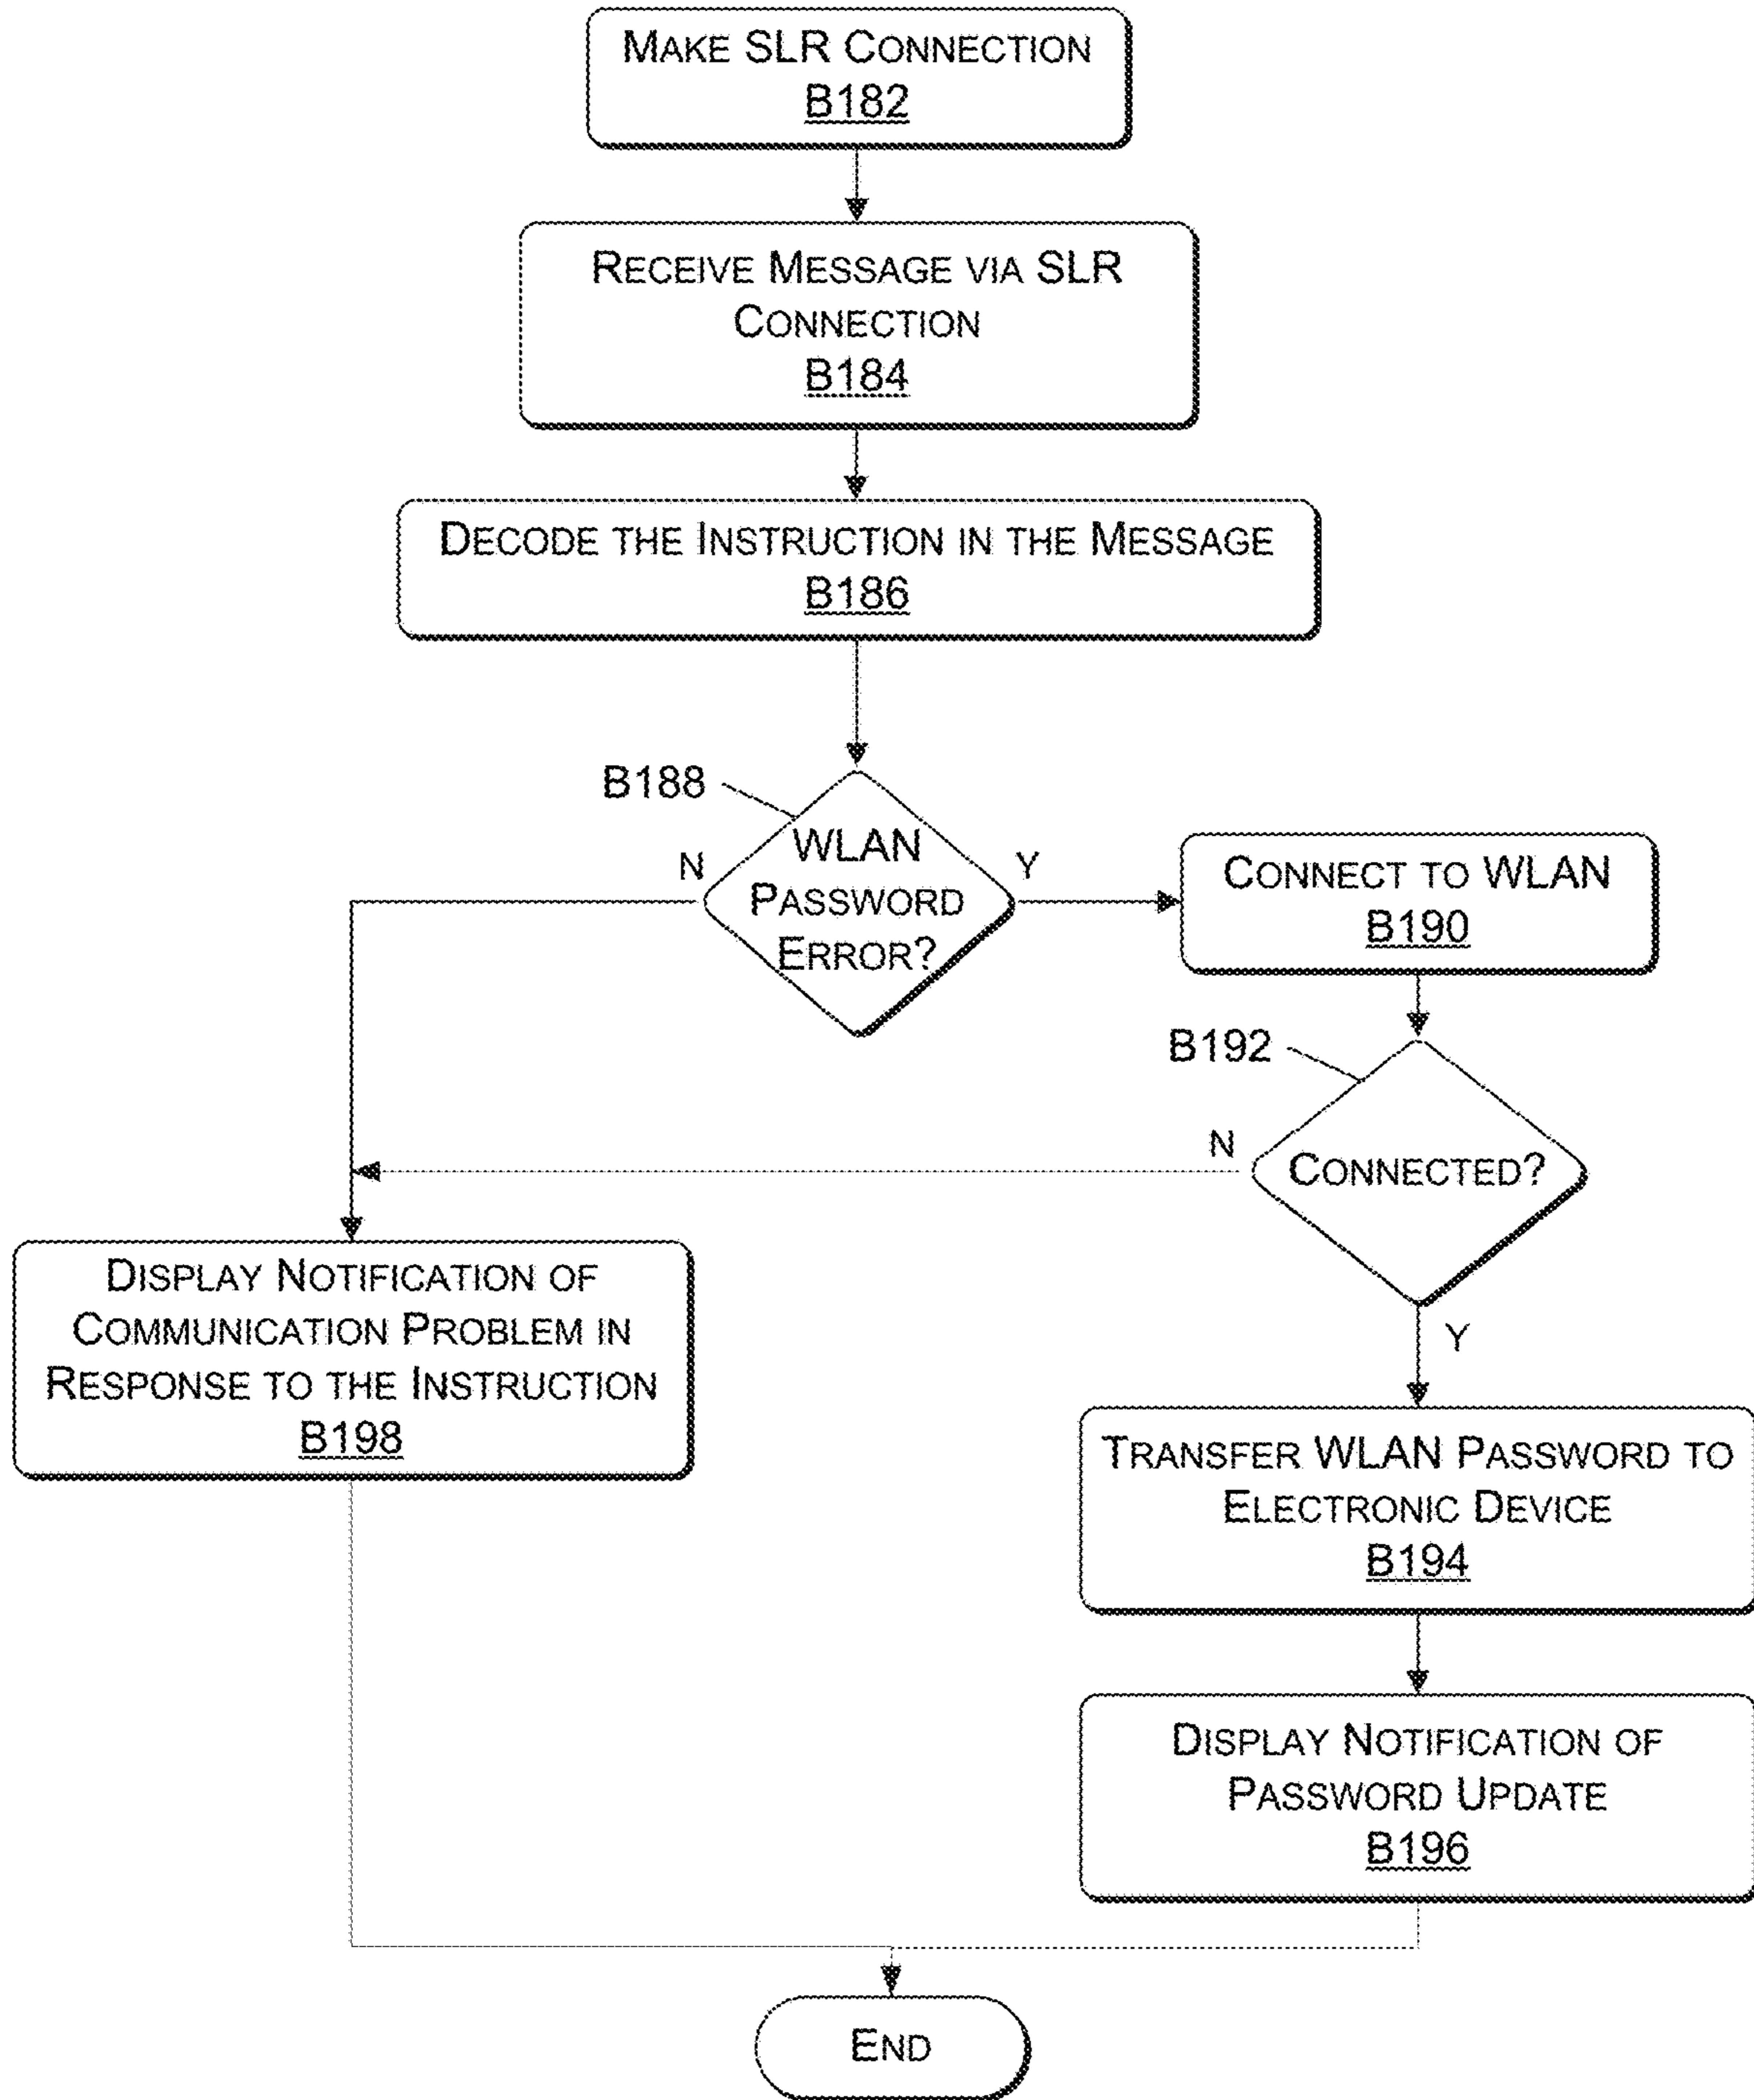 MAKE SLR CONNECTION
B182
RECEIVE MESSAGE VIA SLR
CONNECTION
B184
DECODE THE INSTRUCTION IN THE MESSAGE
B186
B188
WLAN
PASSWORD
ERROR?
N
Y
CONNECT TO WLAN
B190
B192
CONNECTED?
N
Y
DISPLAY NOTIFICATION OF
COMMUNICATION PROBLEM IN
RESPONSE TO THE INSTRUCTION
B198
TRANSFER WLAN PASSWORD TO
ELECTRONIC DEVICE
B194
DISPLAY NOTIFICATION OF
PASSWORD UPDATE
B196
END